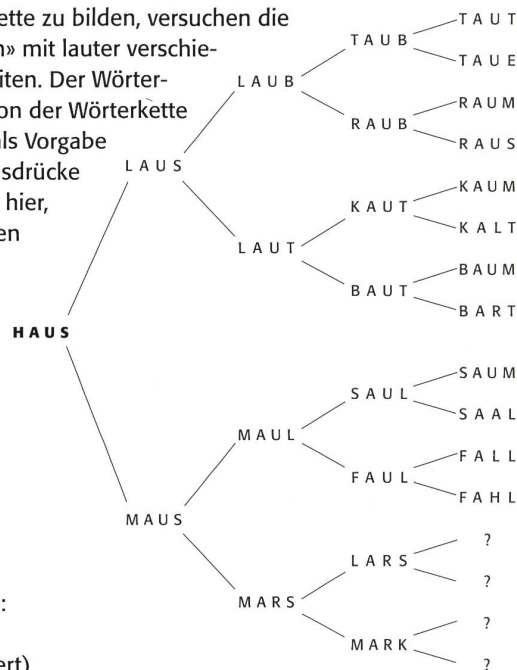 ette zu bilden, versuchen die
n» mit lauter verschie-
iten. Der Wörter-
on der Wörterkette
ls Vorgabe
sdrücke
hier,
en
HAUS
LAUS
MAUS
LAUB
LAUT
MAUL
MARS
TAUB
RAUB
KAUT
BAUT
SAUL
FAUL
LARS
MARK
TAUT
TAUE
RAUM
RAUS
KAUM
KALT
BAUM
BART
SAUM
SAAL
FALL
FAHL
?
?
?
?
:
ert)